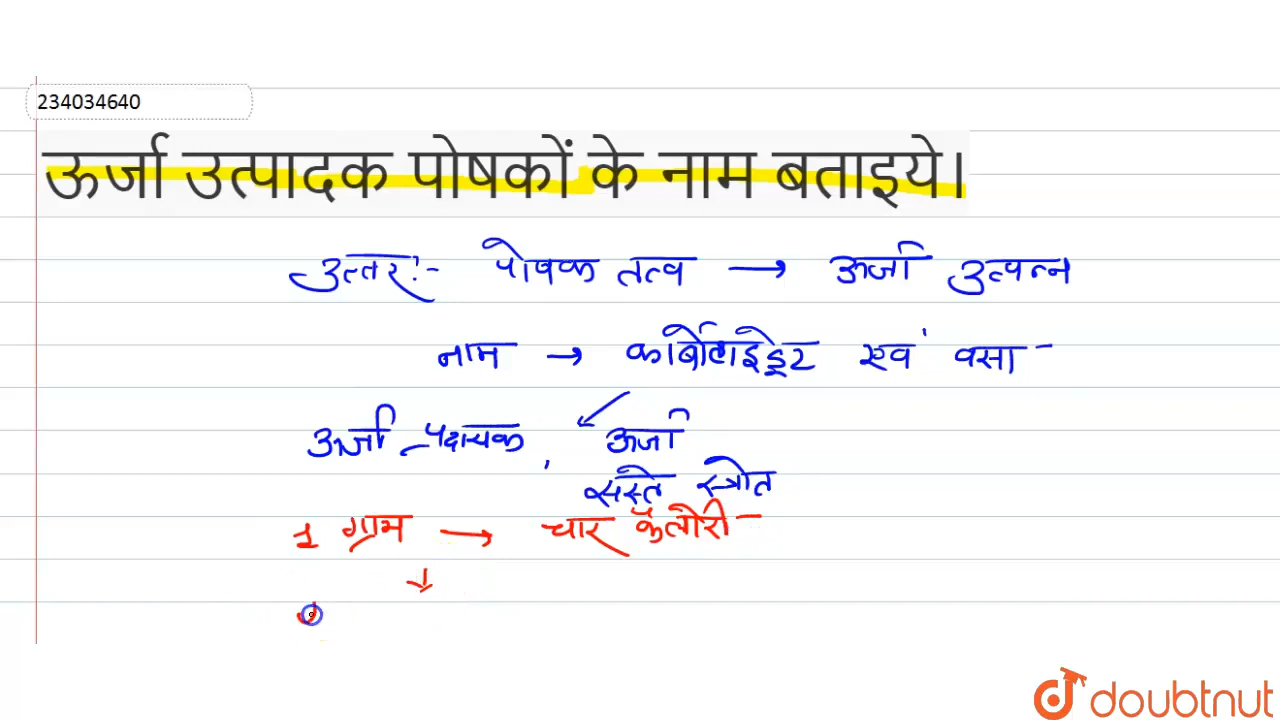 234034640
ऊर्जा उत्पादक पोषकों के नाम बताइये।
उत्तर:- पोषक तत्व → ऊर्जा उत्पन्न
नाम → कार्बोहाइड्रेट एवं वसा -
ऊर्जा प्रदायक, ऊर्जा
सस्ते स्त्रोत
1 ग्राम → चार कैलोरी -
doubtnut